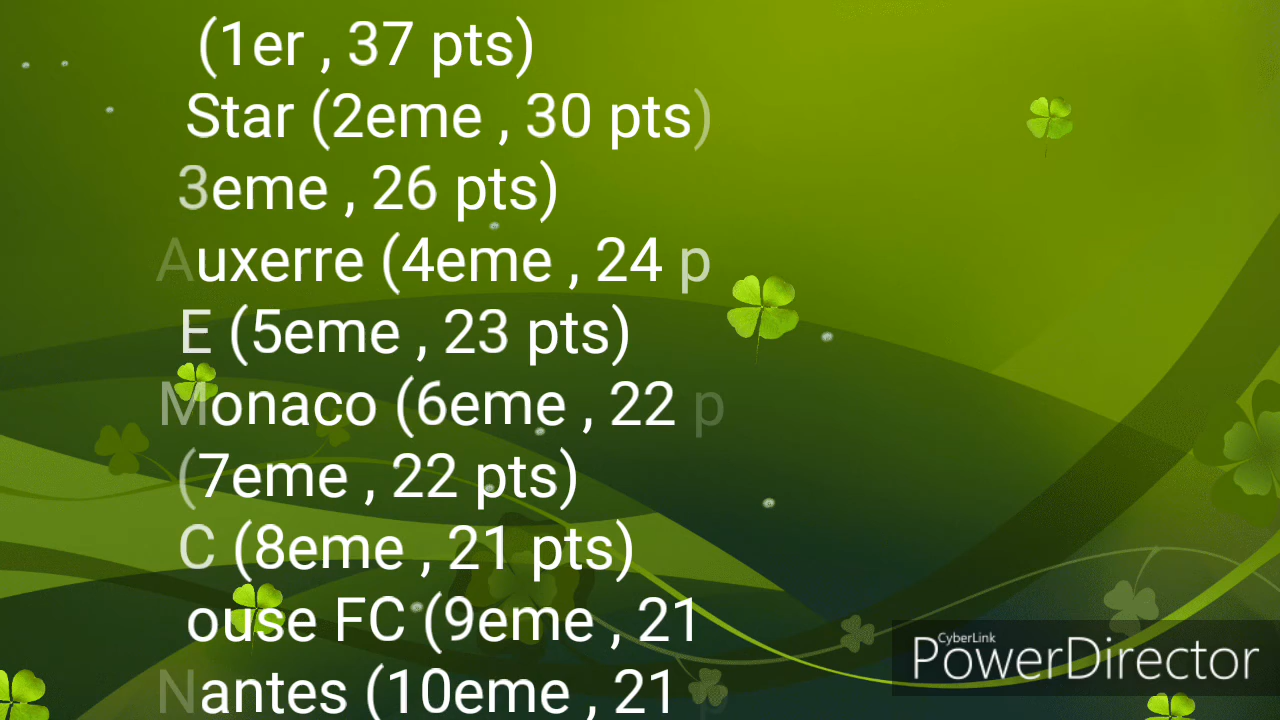 (1er , 37 pts)
Star (2eme , 30 pts)
3eme , 26 pts)
Auxerre (4eme , 24 p
E (5eme , 23 pts)
Monaco (6eme , 22 p
(7eme , 22 pts)
C (8eme , 21 pts)
ouse FC (9eme , 21
Nantes (10eme , 21 p
CyberLink
PowerDirector